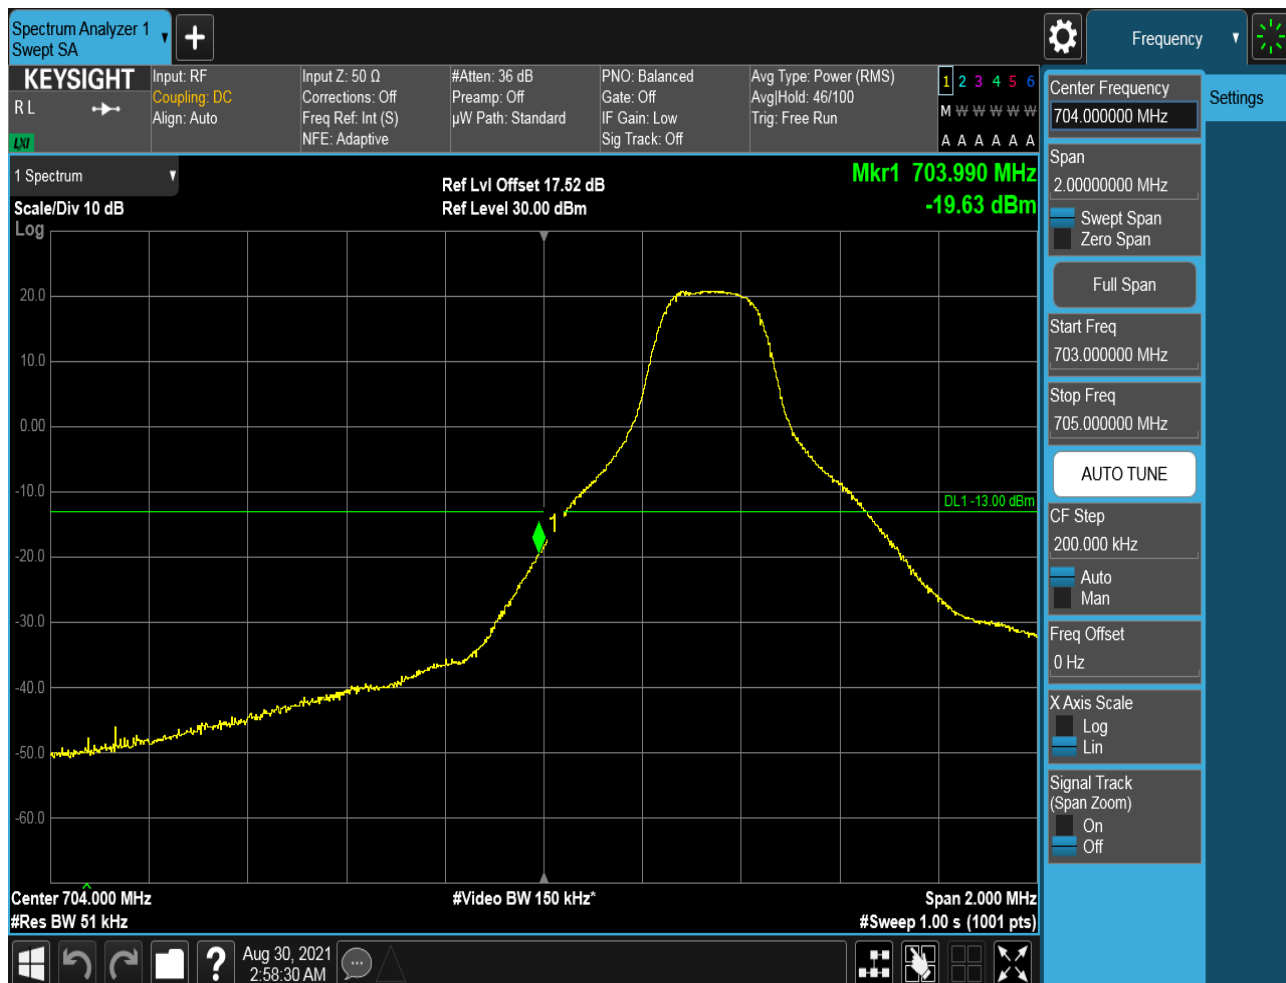 Spectrum Analyzer 1
Swept SA
Frequency
KEYSIGHT
R L
LXI
Input: RF
Coupling: DC
Align: Auto
Input Z: 50 Ω
Corrections: Off
Freq Ref: Int (S)
NFE: Adaptive
#Atten: 36 dB
Preamp: Off
µW Path: Standard
PNO: Balanced
Gate: Off
IF Gain: Low
Sig Track: Off
Avg Type: Power (RMS)
Avg|Hold: 46/100
Trig: Free Run
1 2 3 4 5 6
M W W W W W
A A A A A A
1 Spectrum
Scale/Div 10 dB
Log
Ref Lvl Offset 17.52 dB
Ref Level 30.00 dBm
Mkr1 703.990 MHz
-19.63 dBm
20.0
10.0
0.00
-10.0
-20.0
-30.0
-40.0
-50.0
-60.0
DL1 -13.00 dBm
1
Center 704.000 MHz
#Res BW 51 kHz
#Video BW 150 kHz*
Span 2.000 MHz
#Sweep 1.00 s (1001 pts)
?
Aug 30, 2021
2:58:30 AM
Center Frequency
704.000000 MHz
Settings
Span
2.00000000 MHz
Swept Span
Zero Span
Full Span
Start Freq
703.000000 MHz
Stop Freq
705.000000 MHz
AUTO TUNE
CF Step
200.000 kHz
Auto
Man
Freq Offset
0 Hz
X Axis Scale
Log
Lin
Signal Track
(Span Zoom)
On
Off